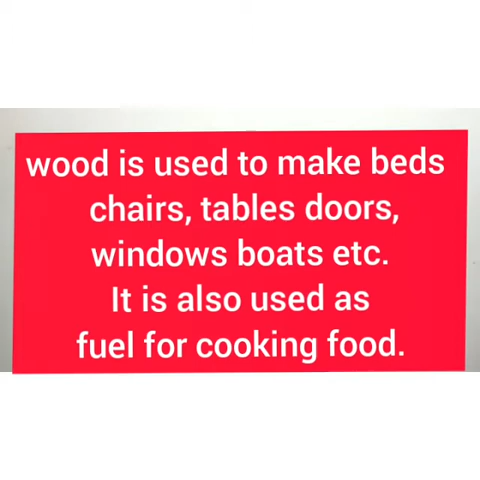 wood is used to make beds
chairs, tables doors,
windows boats etc.
It is also used as
fuel for cooking food.